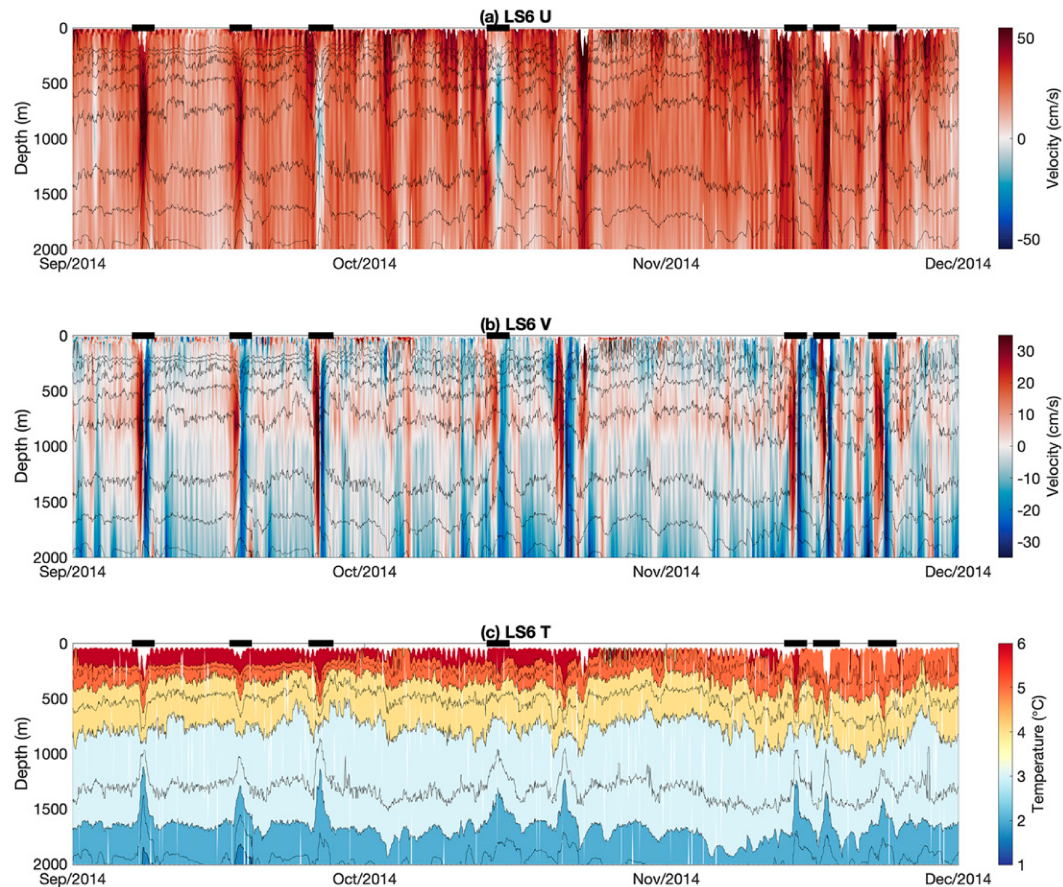 (a) LS6 U
0
500
1000
1500
2000
Depth (m)
Sep/2014 Oct/2014 Nov/2014 Dec/2014
50
0
-50
Velocity (cm/s)
(b) LS6 V
0
500
1000
1500
2000
Depth (m)
Sep/2014 Oct/2014 Nov/2014 Dec/2014
30
20
10
0
-10
-20
-30
Velocity (cm/s)
(c) LS6 T
0
500
1000
1500
2000
Depth (m)
Sep/2014 Oct/2014 Nov/2014 Dec/2014
6
5
4
3
2
1
Temperature (°C)